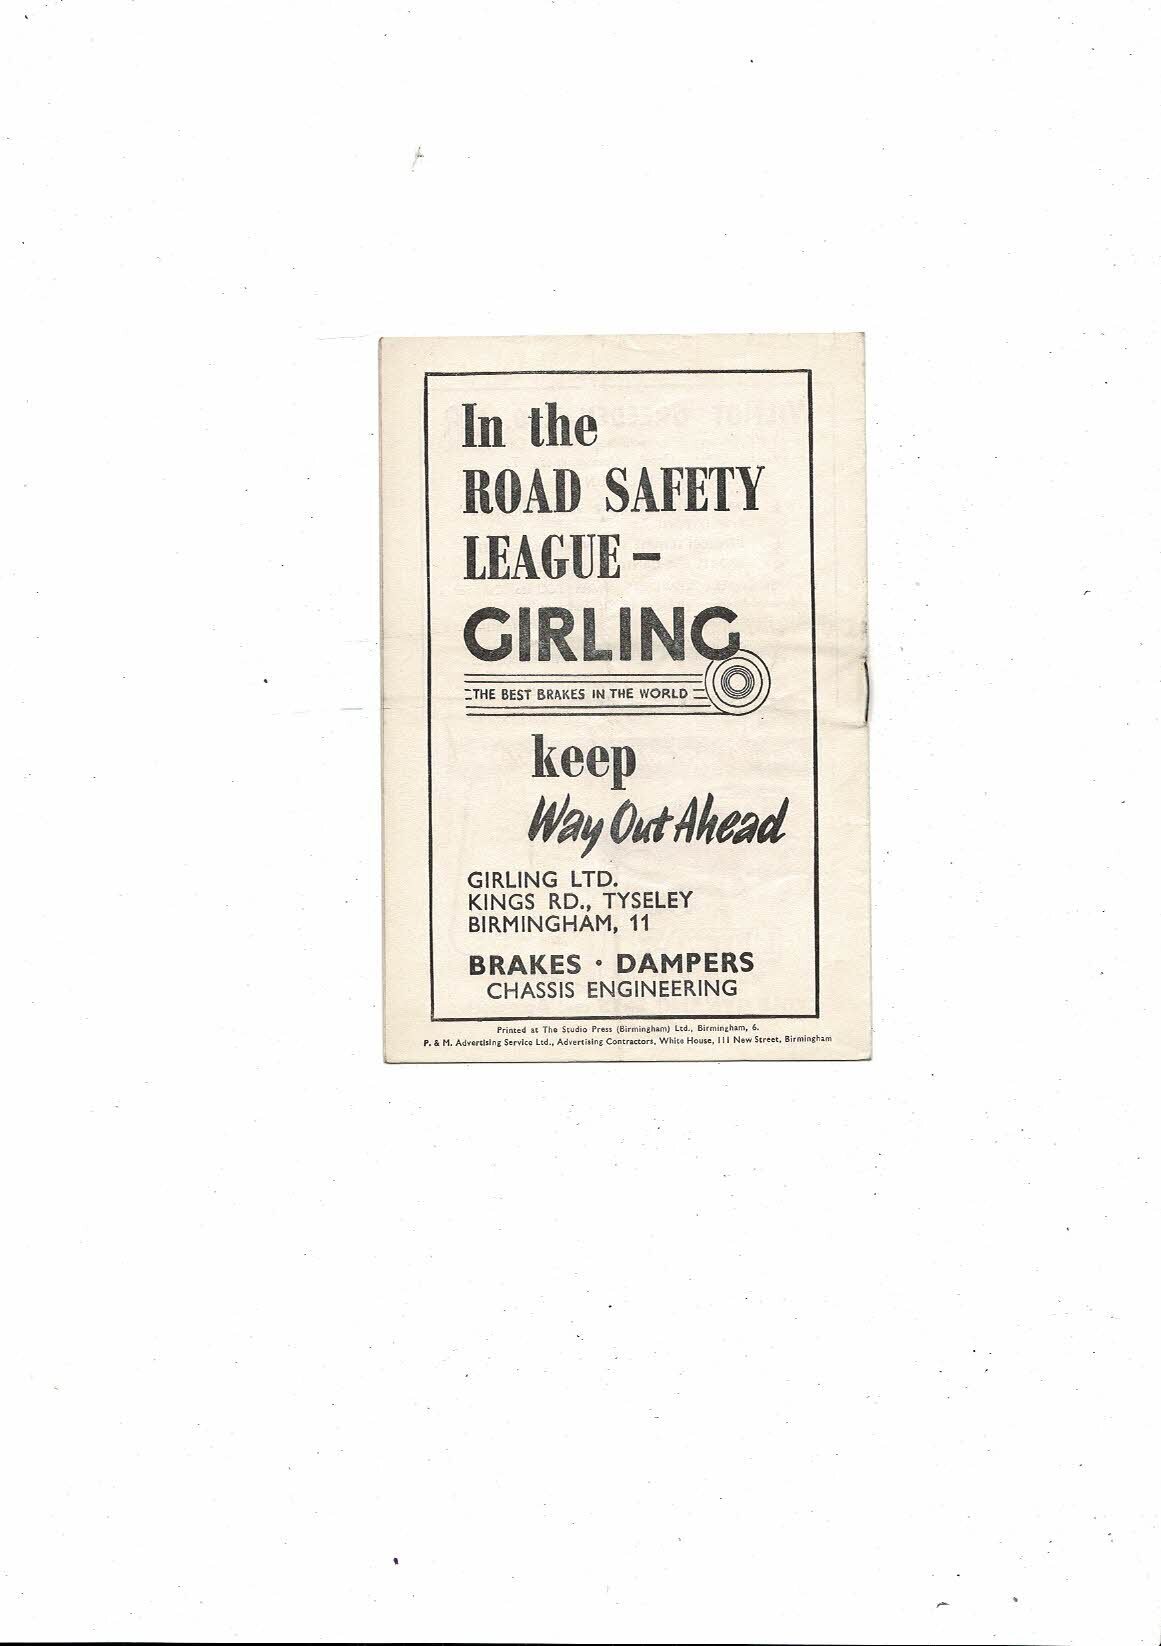 In the
ROAD SAFETY
LEAGUE –
GIRLING
THE BEST BRAKES IN THE WORLD
keep
Way Out Ahead
GIRLING LTD.
KINGS RD., TYSELEY
BIRMINGHAM, 11
BRAKES • DAMPERS
CHASSIS ENGINEERING
Printed at The Studio Press (Birmingham) Ltd., Birmingham, 6.
P. & M. Advertising Service Ltd., Advertising Contractors, White House, 111 New Street, Birmingham